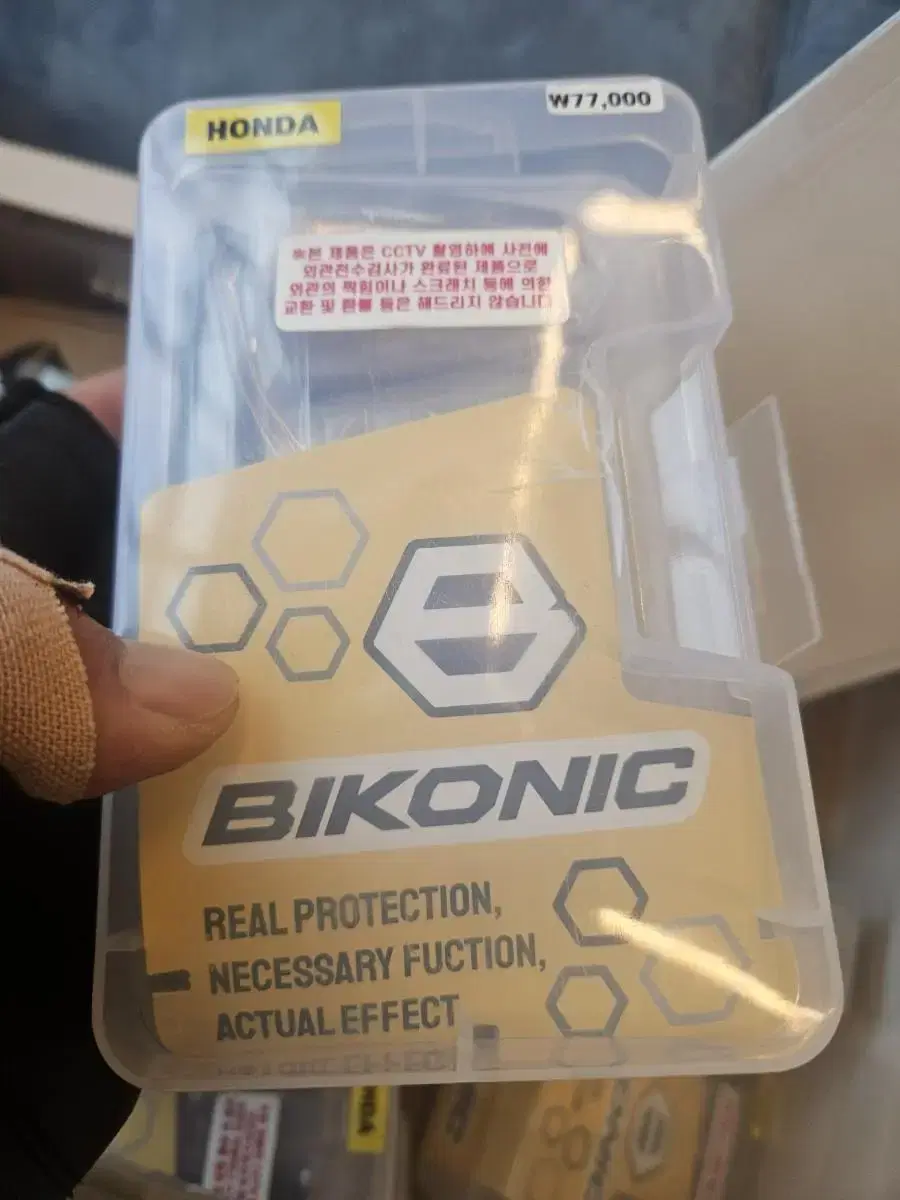 HONDA
₩77,000
※본 제품은 CCTV 촬영하에 사전에
외관전수검사가 완료된 제품으로
외관의 찍힘이나 스크래치 등에 의한
교환 및 환불 등은 해드리지 않습니다
BIKONIC
REAL PROTECTION,
NECESSARY FUCTION,
ACTUAL EFFECT